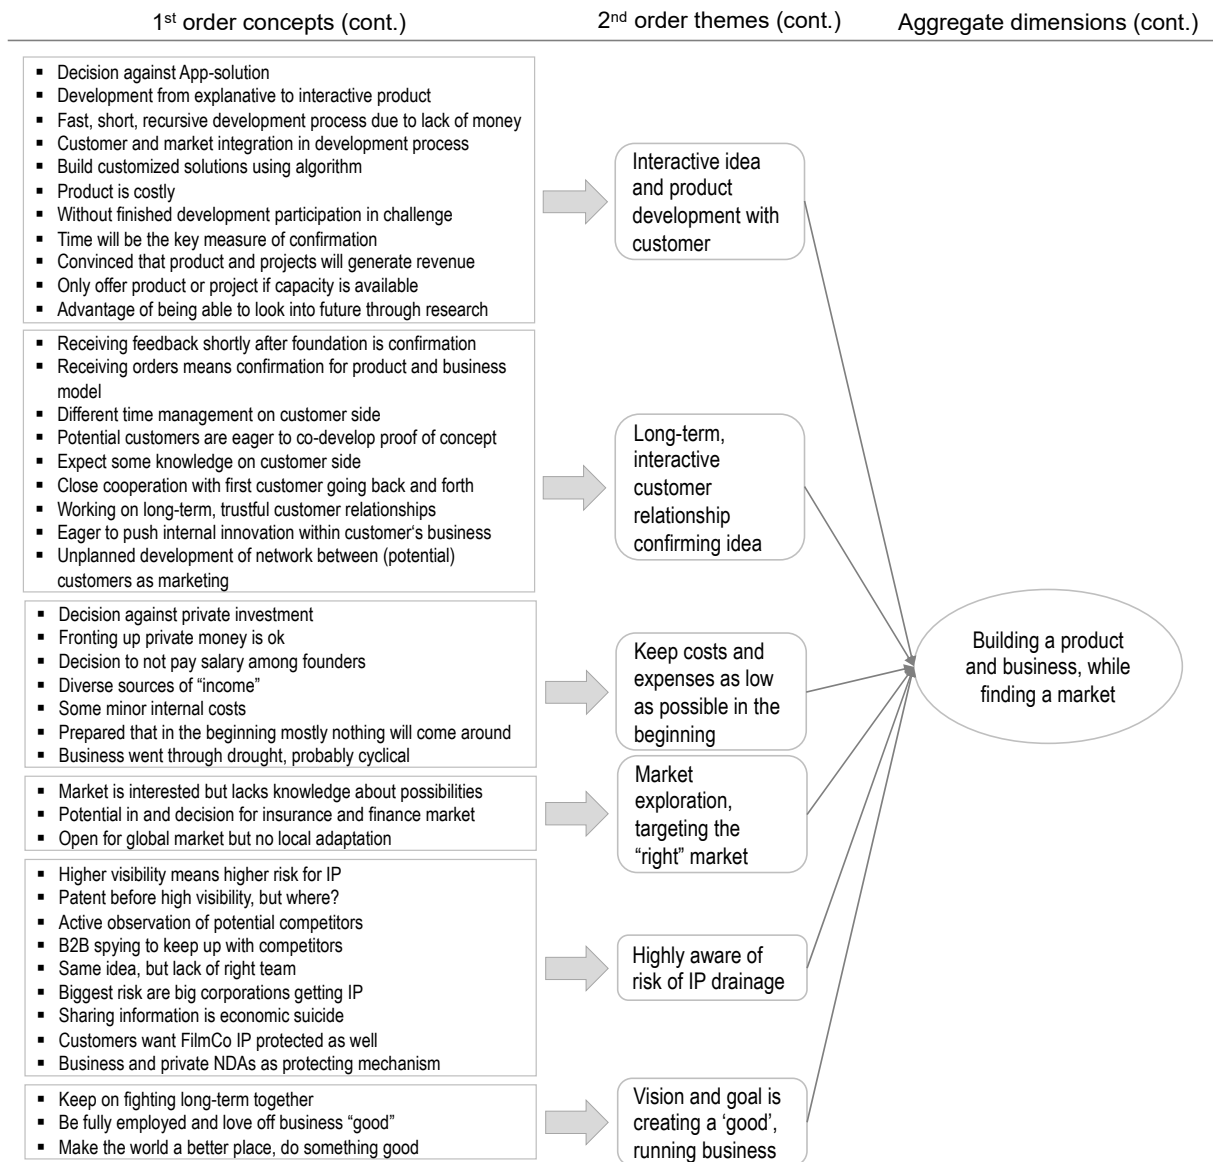 1st order concepts (cont.)
2nd order themes (cont.)
Aggregate dimensions (cont.)
▪ Decision against App-solution
▪ Development from explanative to interactive product
▪ Fast, short, recursive development process due to lack of money
▪ Customer and market integration in development process
▪ Build customized solutions using algorithm
▪ Product is costly
▪ Without finished development participation in challenge
▪ Time will be the key measure of confirmation
▪ Convinced that product and projects will generate revenue
▪ Only offer product or project if capacity is available
▪ Advantage of being able to look into future through research
Interactive idea
and product
development with
customer
▪ Receiving feedback shortly after foundation is confirmation
▪ Receiving orders means confirmation for product and business
model
▪ Different time management on customer side
▪ Potential customers are eager to co-develop proof of concept
▪ Expect some knowledge on customer side
▪ Close cooperation with first customer going back and forth
▪ Working on long-term, trustful customer relationships
▪ Eager to push internal innovation within customer‘s business
▪ Unplanned development of network between (potential)
customers as marketing
Long-term,
interactive
customer
relationship
confirming idea
▪ Decision against private investment
▪ Fronting up private money is ok
▪ Decision to not pay salary among founders
▪ Diverse sources of “income”
▪ Some minor internal costs
▪ Prepared that in the beginning mostly nothing will come around
▪ Business went through drought, probably cyclical
Keep costs and
expenses as low
as possible in the
beginning
▪ Market is interested but lacks knowledge about possibilities
▪ Potential in and decision for insurance and finance market
▪ Open for global market but no local adaptation
Market
exploration,
targeting the
“right” market
▪ Higher visibility means higher risk for IP
▪ Patent before high visibility, but where?
▪ Active observation of potential competitors
▪ B2B spying to keep up with competitors
▪ Same idea, but lack of right team
▪ Biggest risk are big corporations getting IP
▪ Sharing information is economic suicide
▪ Customers want FilmCo IP protected as well
▪ Business and private NDAs as protecting mechanism
Highly aware of
risk of IP drainage
▪ Keep on fighting long-term together
▪ Be fully employed and love off business “good”
▪ Make the world a better place, do something good
Vision and goal is
creating a ‘good’,
running business
Building a product
and business, while
finding a market